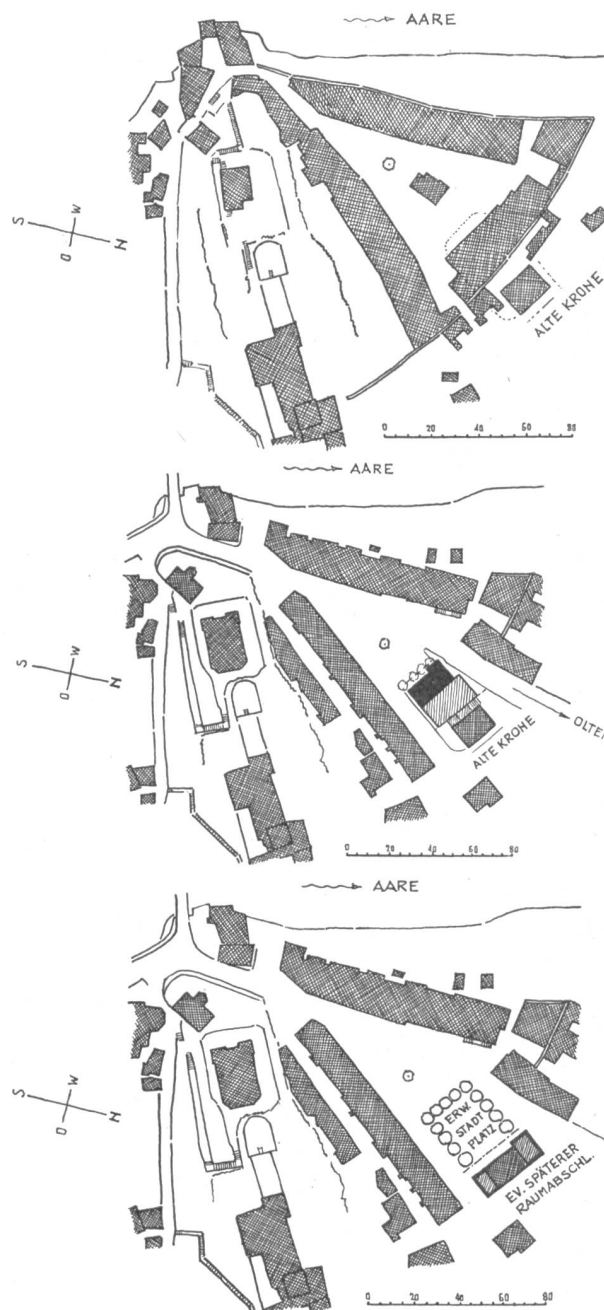 AARE
S W
O N
ALTE KRONE
0 20 40 60 80
AARE
S W
O N
OLTEN
ALTE KRONE
0 20 40 60 80
AARE
S W
O N
ERW.
STADT
PLATZ
EV. SPÄTERER
RAUMABSCHL.
0 20 40 60 80